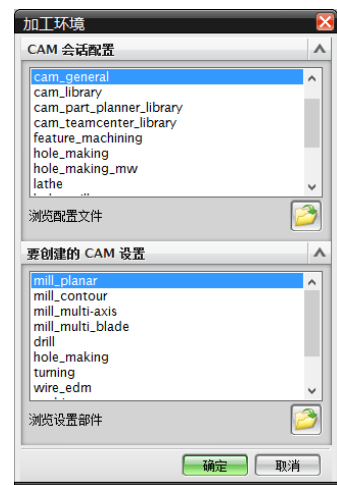 加工环境
CAM 会话配置
cam_general
cam_library
cam_part_planner_library
cam_teamcenter_library
feature_machining
hole_making
hole_making_mw
lathe
浏览配置文件
要创建的 CAM 设置
mill_planar
mill_contour
mill_multi-axis
mill_multi_blade
drill
hole_making
turning
wire_edm
浏览设置部件
确定
取消